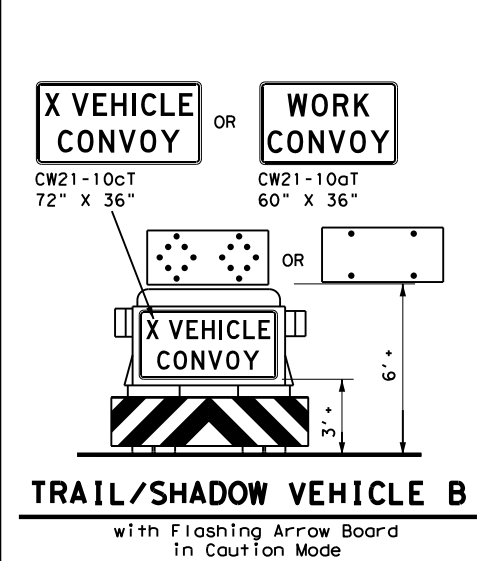 X VEHICLE
CONVOY
OR
WORK
CONVOY
CW21-10cT
72" X 36"
CW21-10aT
60" X 36"
OR
X VEHICLE
CONVOY
6'+
3'+
TRAIL/SHADOW VEHICLE B
with Flashing Arrow Board
in Caution Mode